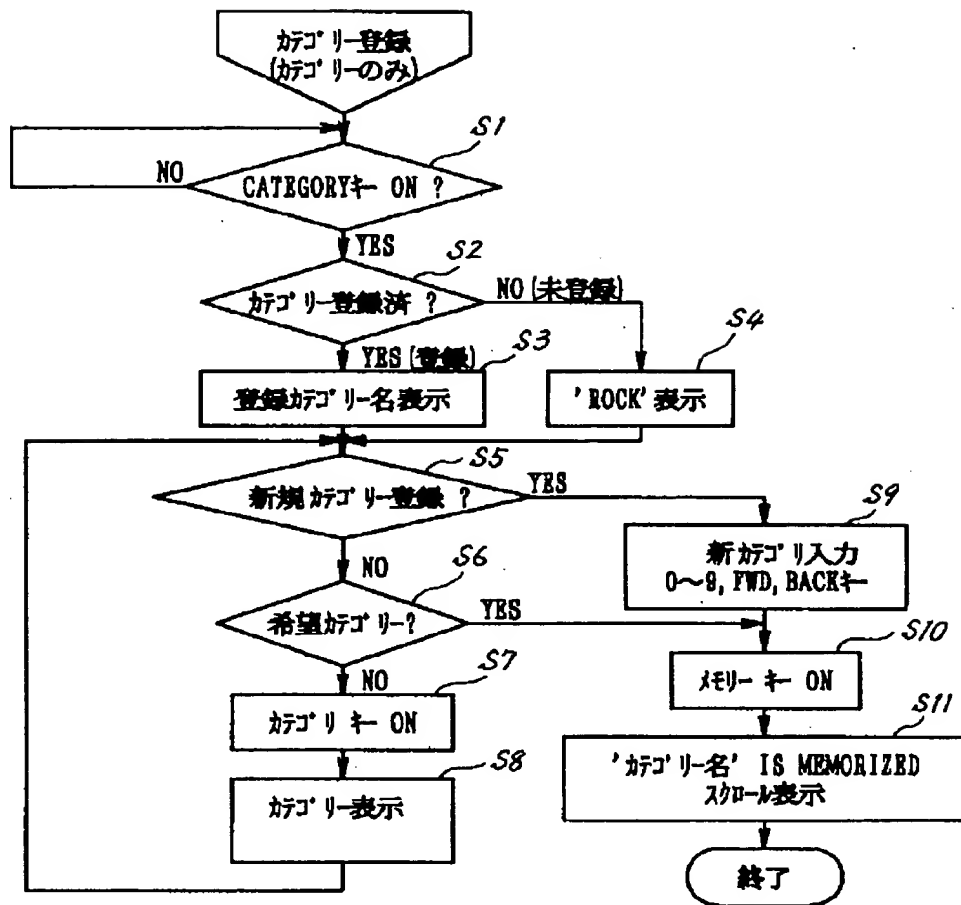 カテゴリー登録
(カテゴリーのみ)
S1
NO
CATEGORYキー ON ?
YES
S2
カテゴリー登録済 ?
NO(未登録)
S3
S4
YES(登録)
登録カテゴリー名表示
'ROCK'表示
S5
新規カテゴリー登録 ?
YES
S9
新カテゴリ入力
0～9, FWD, BACKキー
NO
S6
希望カテゴリー?
YES
S10
S7
NO
メモリー キー ON
カテゴリ キー ON
S11
S8
'カテゴリー名' IS MEMORIZED
スクロール表示
カテゴリー表示
終了